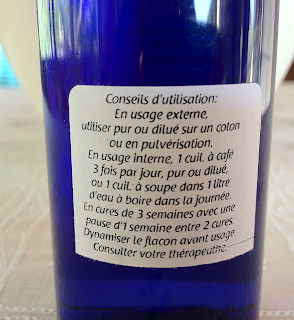 Conseils d'utilisation:
En usage externe,
utiliser pur ou dilué sur un coton
ou en pulvérisation.
En usage interne, 1 cuil. à café
3 fois par jour, pur ou dilué,
ou 1 cuil. à soupe dans 1 litre
d'eau à boire dans la journée.
En cures de 3 semaines avec une
pause d'1 semaine entre 2 cures.
Dynamiser le flacon avant usage.
Consulter votre thérapeuthe.